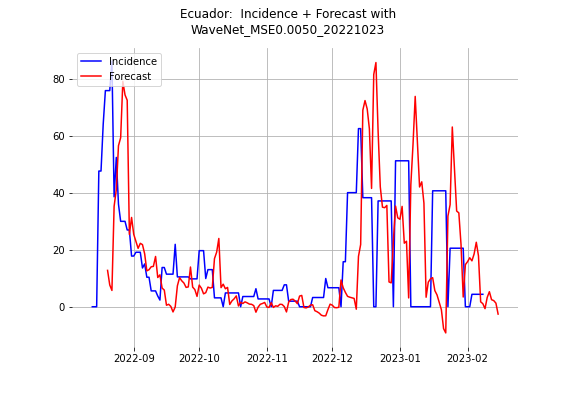 Ecuador:  Incidence + Forecast with
WaveNet_MSE0.0050_20221023
Incidence
Forecast
80
60
40
20
0
2022-09 2022-10 2022-11 2022-12 2023-01 2023-02